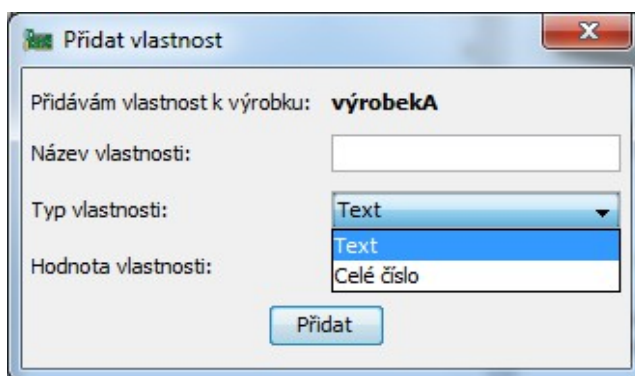 Přidat vlastnost
Přidávám vlastnost k výrobku: výrobekA
Název vlastnosti:
Typ vlastnosti: Text
Text
Hodnota vlastnosti:
Celé číslo
Přidat